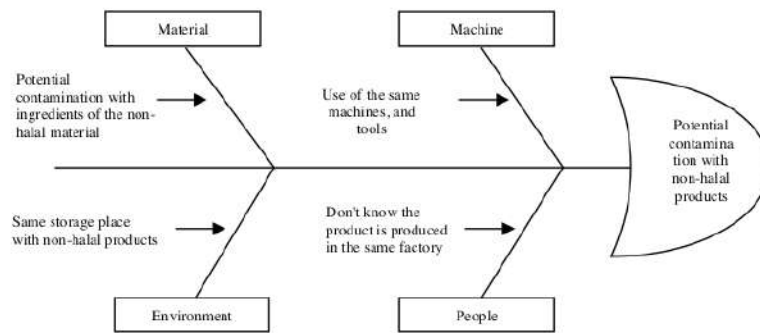 Material
Machine
Potential
contamination with
ingredients of the non-
halal material
Use of the same
machines, and
tools
Potential
contamina
tion with
non-halal
products
Same storage place
with non-halal products
Don't know the
product is produced
in the same factory
Environment
People